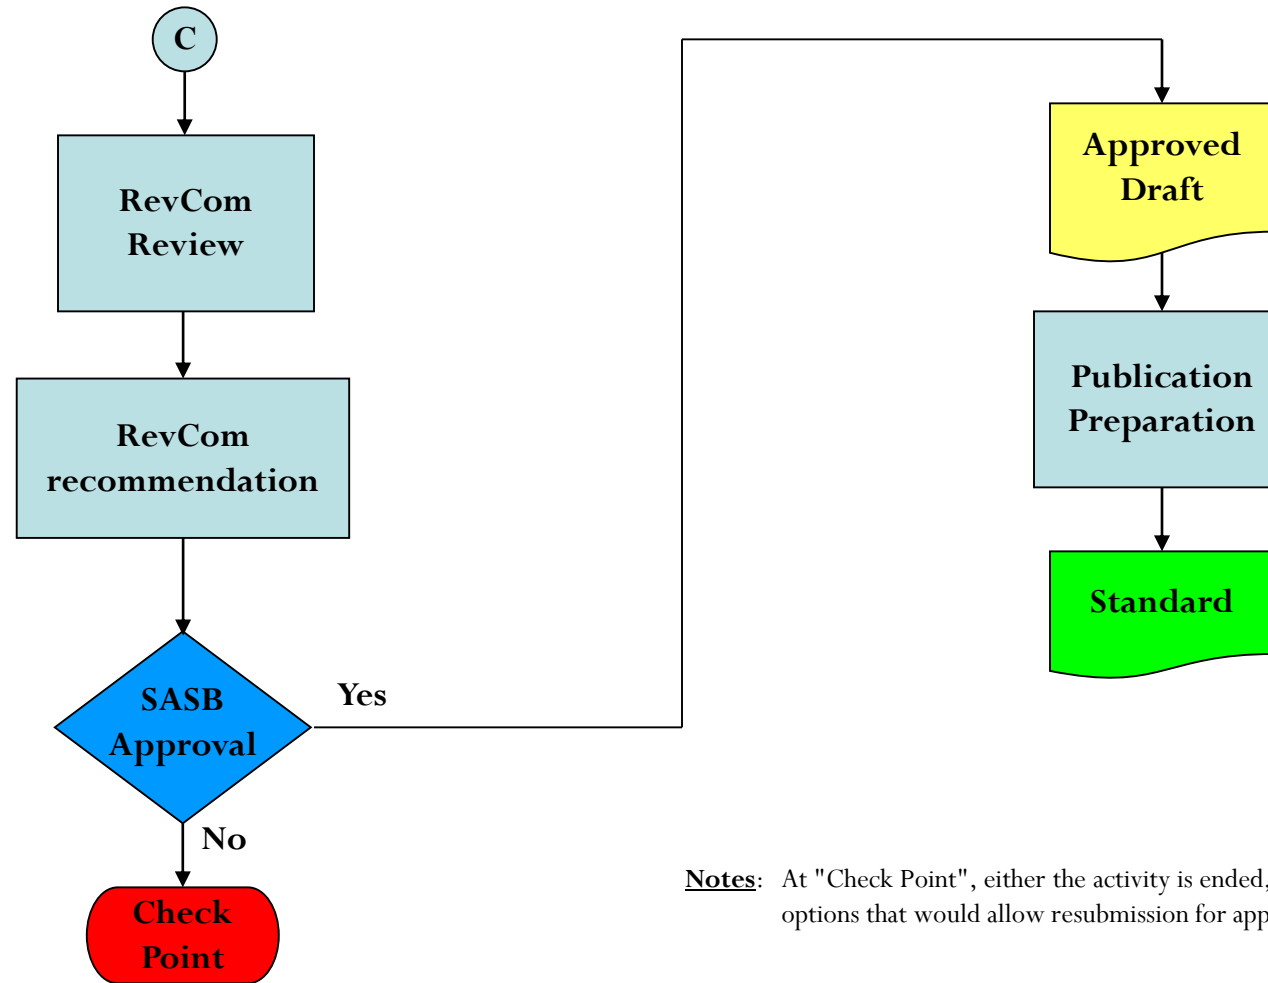 C
RevCom
Review
RevCom
recommendation
SASB
Approval
Yes
No
Check
Point
Approved
Draft
Publication
Preparation
Standard
Notes: At "Check Point", either the activity is ended,
options that would allow resubmission for app